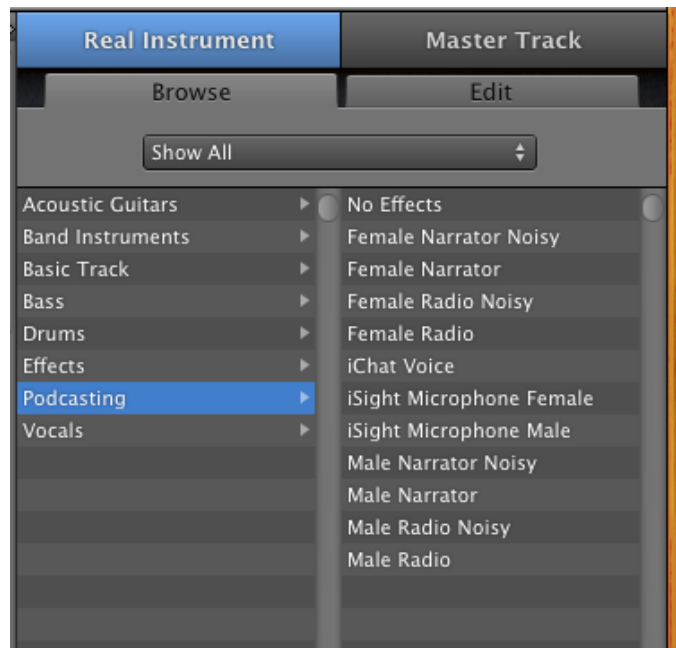 Real Instrument
Master Track
Browse
Edit
Show All
Acoustic Guitars
Band Instruments
Basic Track
Bass
Drums
Effects
Podcasting
Vocals
No Effects
Female Narrator Noisy
Female Narrator
Female Radio Noisy
Female Radio
iChat Voice
iSight Microphone Female
iSight Microphone Male
Male Narrator Noisy
Male Narrator
Male Radio Noisy
Male Radio